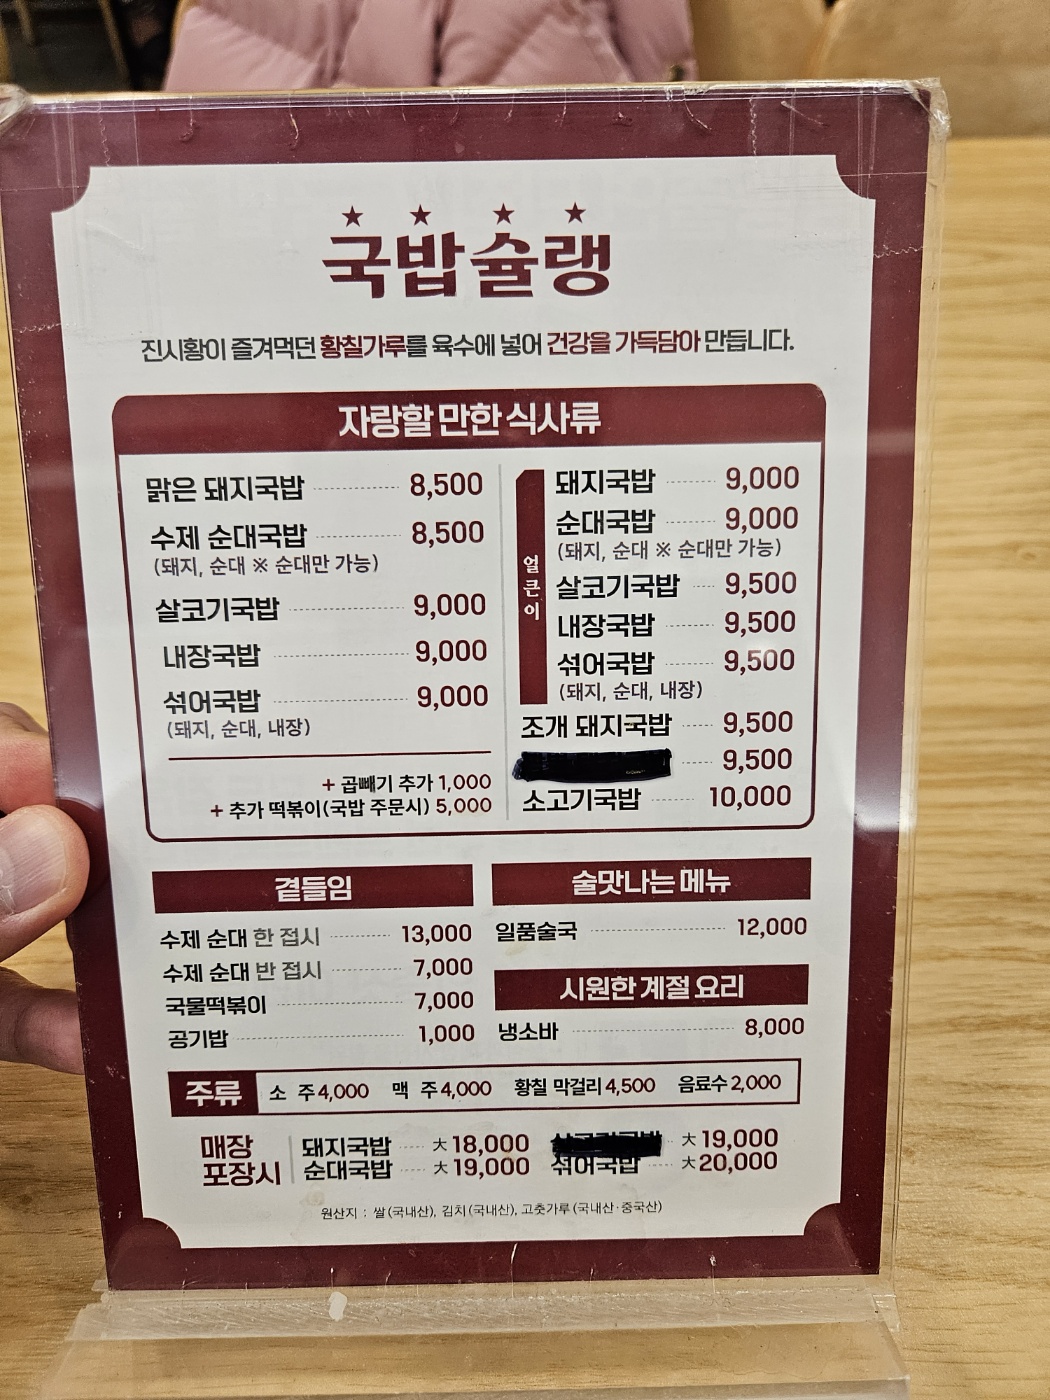 국밥슐랭
진시황이 즐겨먹던 황칠가루를 육수에 넣어 건강을 가득담아 만듭니다.
자랑할 만한 식사류
맑은 돼지국밥 8,500
수제 순대국밥 8,500
(돼지, 순대 ※ 순대만 가능)
살코기국밥 9,000
내장국밥 9,000
섞어국밥 9,000
(돼지, 순대, 내장)
+ 곱빼기 추가 1,000
+ 추가 떡볶이(국밥 주문시) 5,000
얼큰이
돼지국밥 9,000
순대국밥 9,000
(돼지, 순대 ※ 순대만 가능)
살코기국밥 9,500
내장국밥 9,500
섞어국밥 9,500
(돼지, 순대, 내장)
조개 돼지국밥 9,500
9,500
소고기국밥 10,000
곁들임
수제 순대 한 접시 13,000
수제 순대 반 접시 7,000
국물떡볶이 7,000
공기밥 1,000
술맛나는 메뉴
일품술국 12,000
시원한 계절 요리
냉소바 8,000
주류 소 주 4,000 맥 주 4,000 황칠 막걸리 4,500 음료수 2,000
매장
포장시
돼지국밥 大 18,000
순대국밥 大 19,000
大 19,000
섞어국밥 大 20,000
원산지 : 쌀(국내산), 김치(국내산), 고춧가루(국내산·중국산)